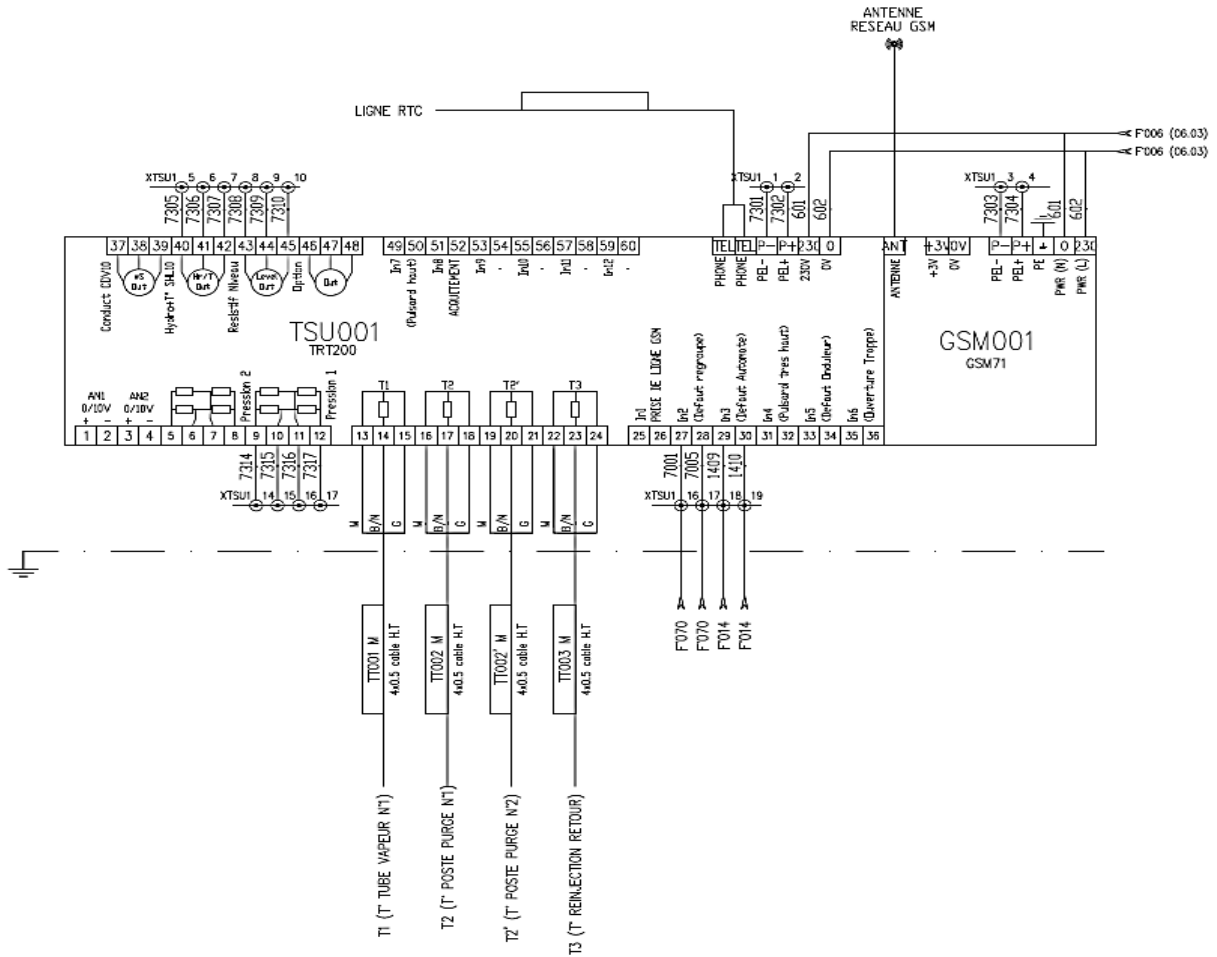 ANTENNE
RESEAU GSM
LIGNE RTC
F'006 (06.03)
F'006 (06.03)
XTSU1 5 6 7 8 9 10
7305 7306 7307 7308 7309 7310
XTSU1 1 2
7301 7302 601 602
XTSU1 3 4
7303 7304 601 602
37 38 39 40 41 42 43 44 45 46 47 48
49 50 51 52 53 54 55 56 57 58 59 60
TEL TEL P- P+ 230 0
ANT +3V 0V P- P+ 0 230
Conduct CDV10
Out
Hydro+T° SHL10
Hr/T
Out
Resistif Niveau
Level
Out
Option
Out
In7
(Pulsard haut)
In8
ACQUITEMENT
In9
-
In10
-
In11
-
In12
-
PHONE
PHONE
PEL-
PEL+
230V
0V
ANTENNE
+3V
0V
PEL-
PEL+
PE
PWR (N)
PWR (L)
TSU001
TRT200
GSM001
GSM71
AN1
0/10V
+ -
AN2
0/10V
+ -
Pression 2
Pression 1
T1
T2
T2'
T3
In1
PRISE DE LIGNE GSM
In2
(Defaut regroupe)
In3
(Defaut Automate)
In4
(Pulsard tres haut)
In5
(Defaut Onduleur)
In6
(Ouverture Trappe)
1 2 3 4 5 6 7 8 9 10 11 12
13 14 15 16 17 18 19 20 21 22 23 24
25 26 27 28 29 30 31 32 33 34 35 36
7314 7315 7316 7317
XTSU1 14 15 16 17
7001 7005 1409 1410
XTSU1 16 17 18 19
M B/N G
M B/N G
M B/N G
M B/N G
TT001 M
4x0.5 cable H.T
TT002 M
4x0.5 cable H.T
TT002' M
4x0.5 cable H.T
TT003 M
4x0.5 cable H.T
F'070
F'070
F'014
F'014
T1 (T° TUBE VAPEUR N°1)
T2 (T° POSTE PURGE N°1)
T2' (T° POSTE PURGE N°2)
T3 (T° REINJECTION RETOUR)